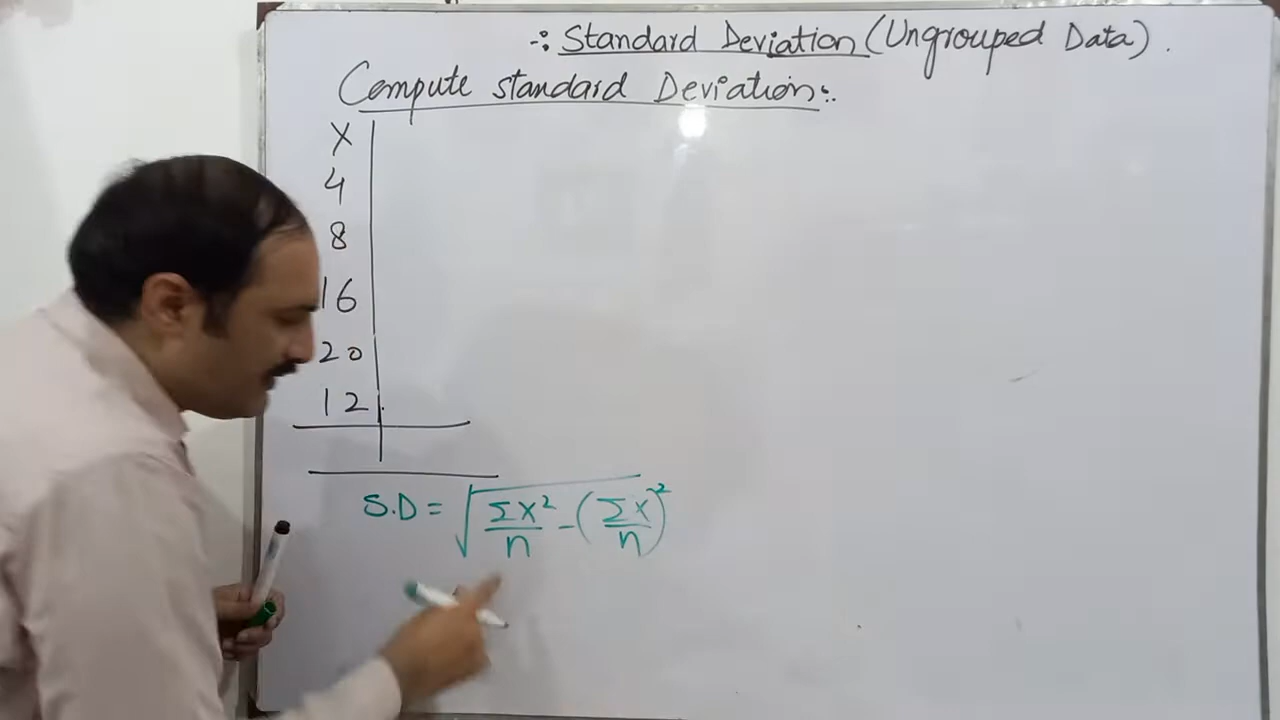 -: Standard Deviation (Ungrouped Data).
Compute standard Deviation:.
X
4
8
16
20
12
S.D = √ΣX²/n - (ΣX/n)²